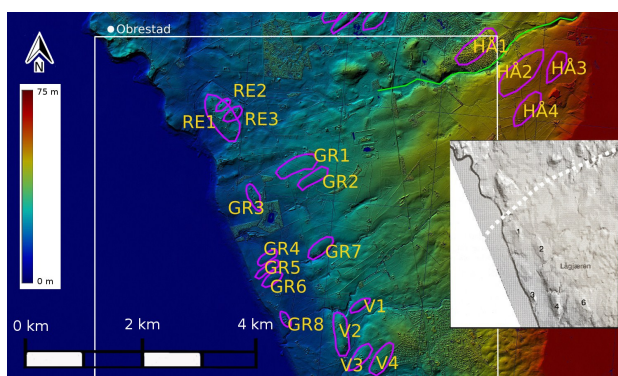 Obrestad
N
75 m
0 m
HÅ1
HÅ2
HÅ3
HÅ4
RE2
RE1
RE3
GR1
GR2
GR3
GR4
GR5
GR6
GR7
GR8
V1
V2
V3
V4
1
2
Lågjæren
3
4
6
0 km
2 km
4 km